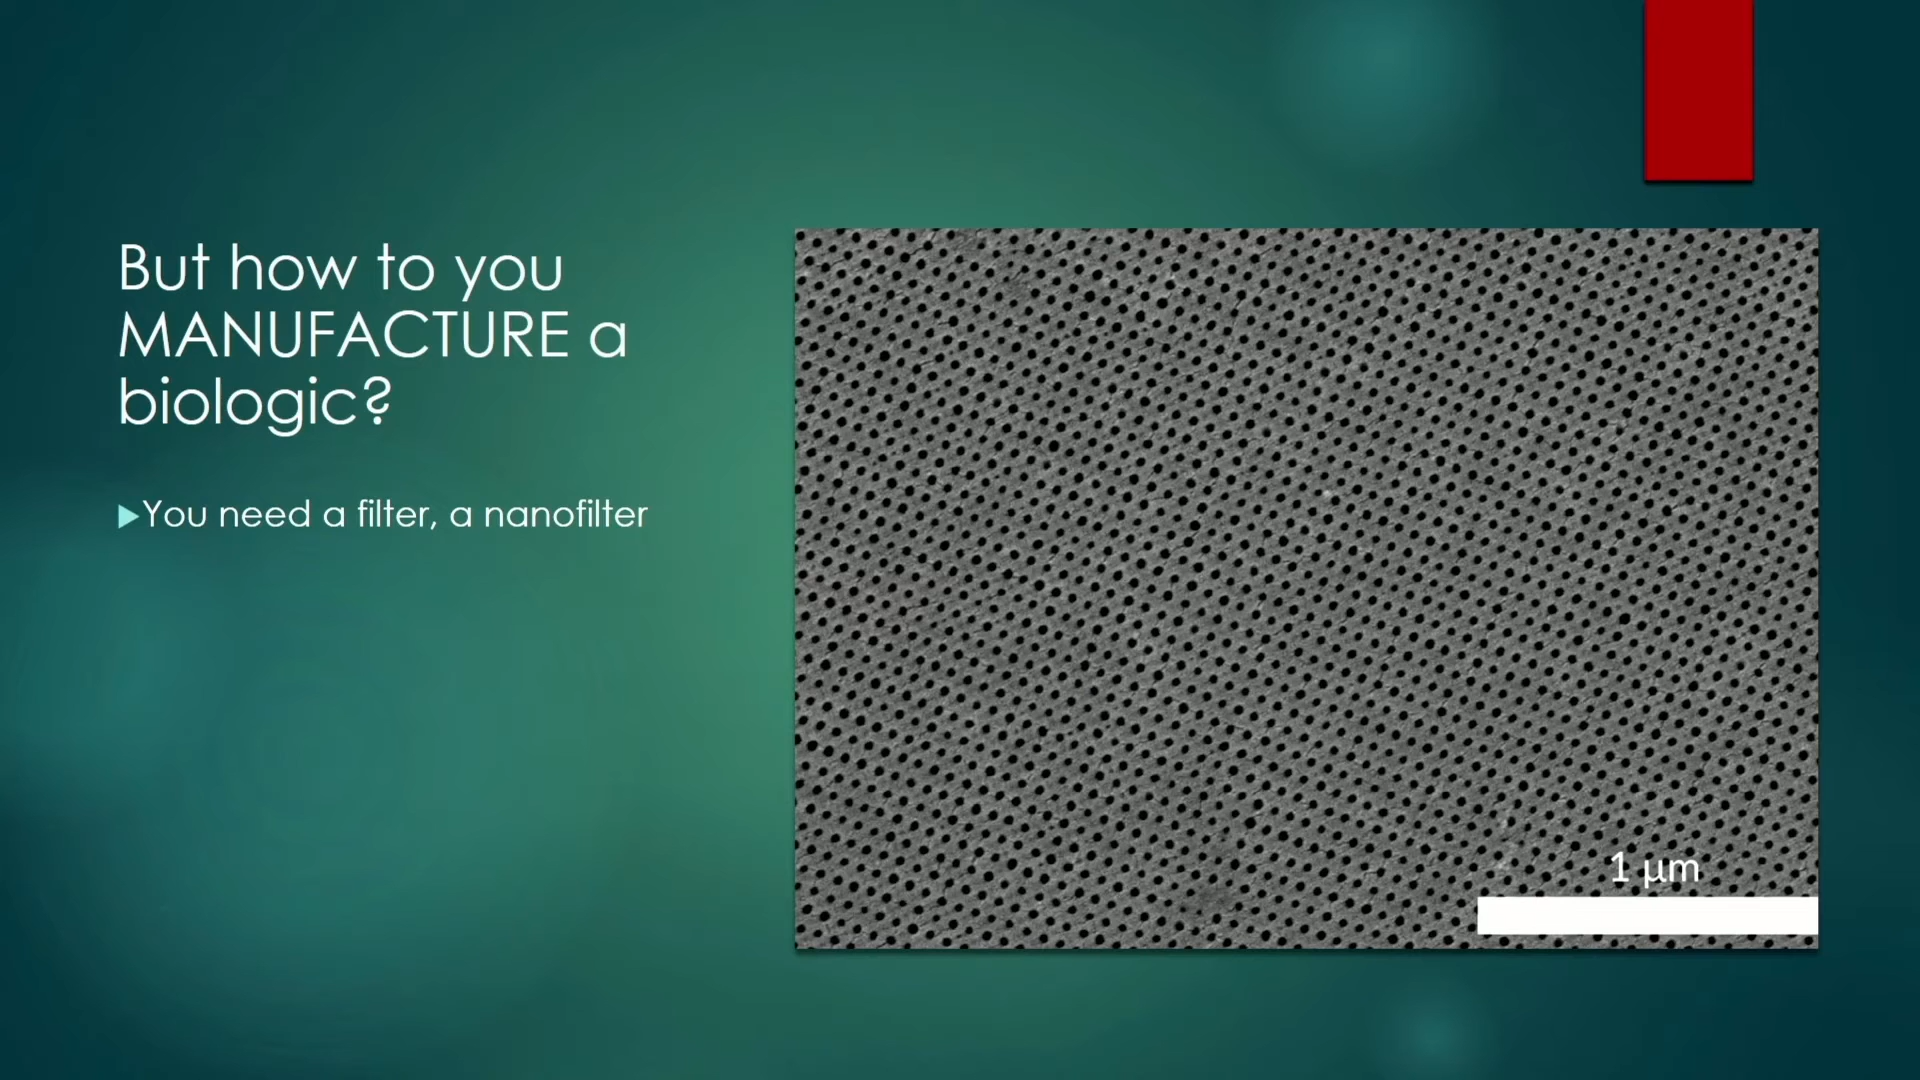 But how to you
MANUFACTURE a
biologic?
You need a filter, a nanofilter
1 µm